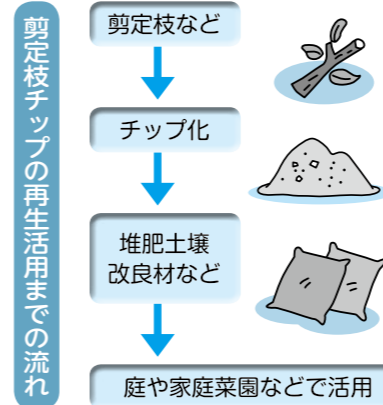 剪定枝チップの再生活用までの流れ
剪定枝など
チップ化
堆肥土壌
改良材など
庭や家庭菜園などで活用